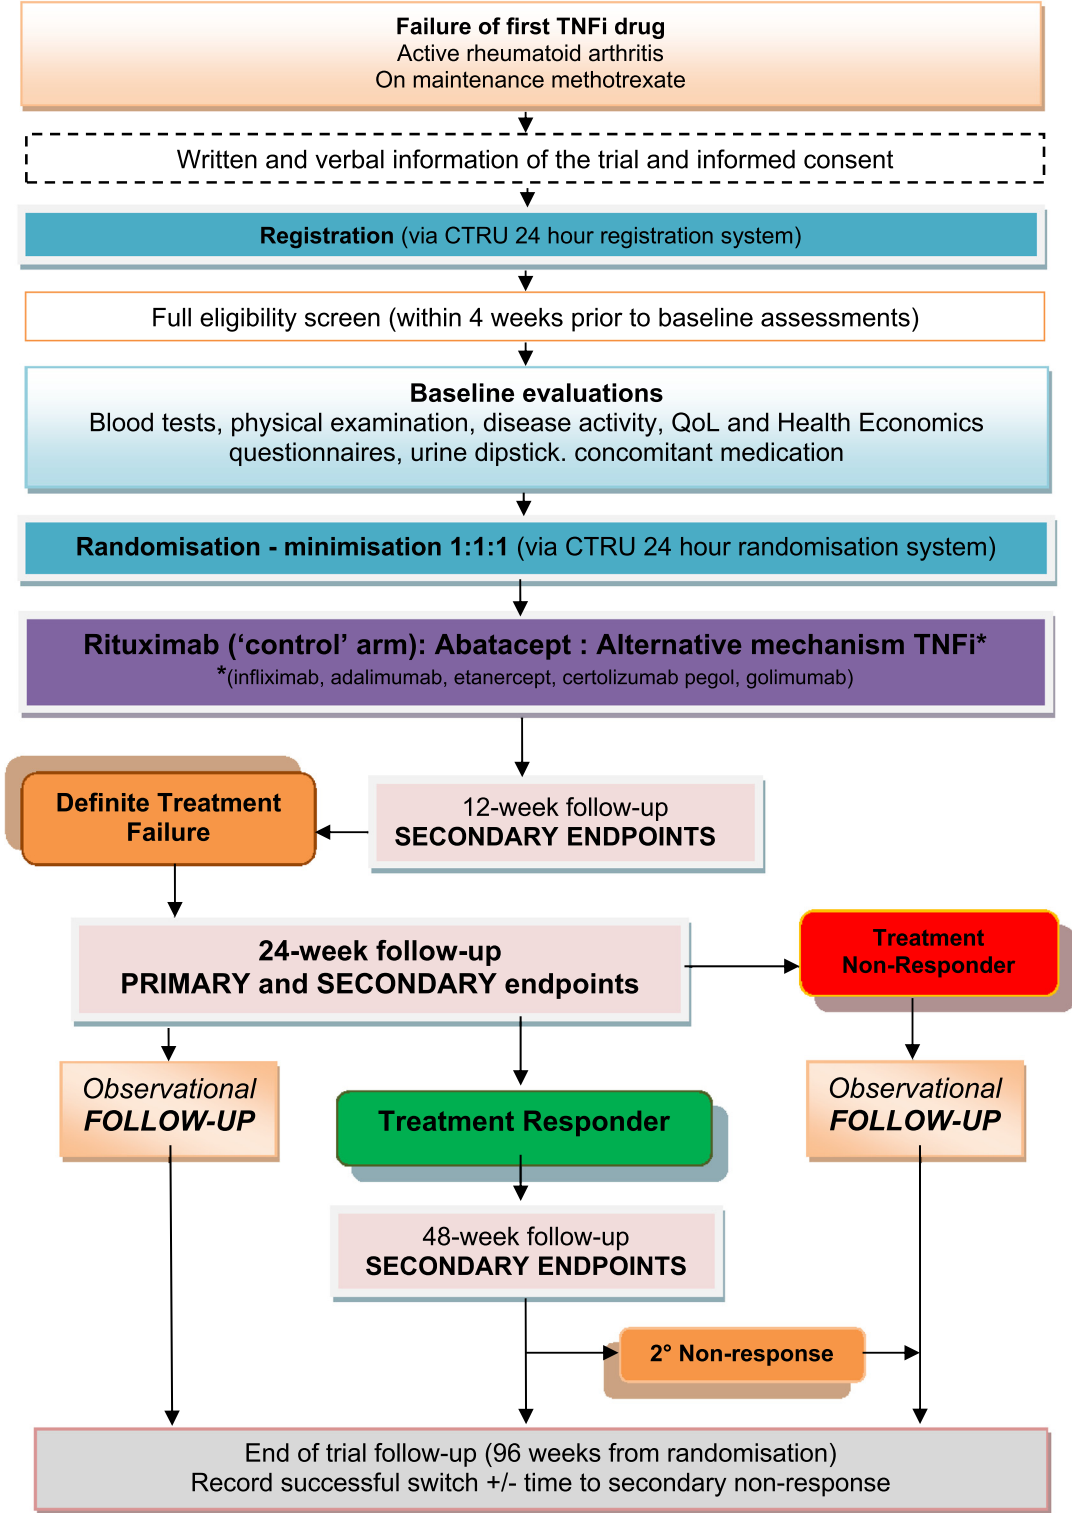 Failure of first TNFi drug
Active rheumatoid arthritis
On maintenance methotrexate
Written and verbal information of the trial and informed consent
Registration (via CTRU 24 hour registration system)
Full eligibility screen (within 4 weeks prior to baseline assessments)
Baseline evaluations
Blood tests, physical examination, disease activity, QoL and Health Economics
questionnaires, urine dipstick. concomitant medication
Randomisation - minimisation 1:1:1 (via CTRU 24 hour randomisation system)
Rituximab (‘control’ arm): Abatacept : Alternative mechanism TNFi*
*(infliximab, adalimumab, etanercept, certolizumab pegol, golimumab)
Definite Treatment
Failure
12-week follow-up
SECONDARY ENDPOINTS
24-week follow-up
PRIMARY and SECONDARY endpoints
Treatment
Non-Responder
Observational
FOLLOW-UP
Treatment Responder
Observational
FOLLOW-UP
48-week follow-up
SECONDARY ENDPOINTS
2° Non-response
End of trial follow-up (96 weeks from randomisation)
Record successful switch +/- time to secondary non-response